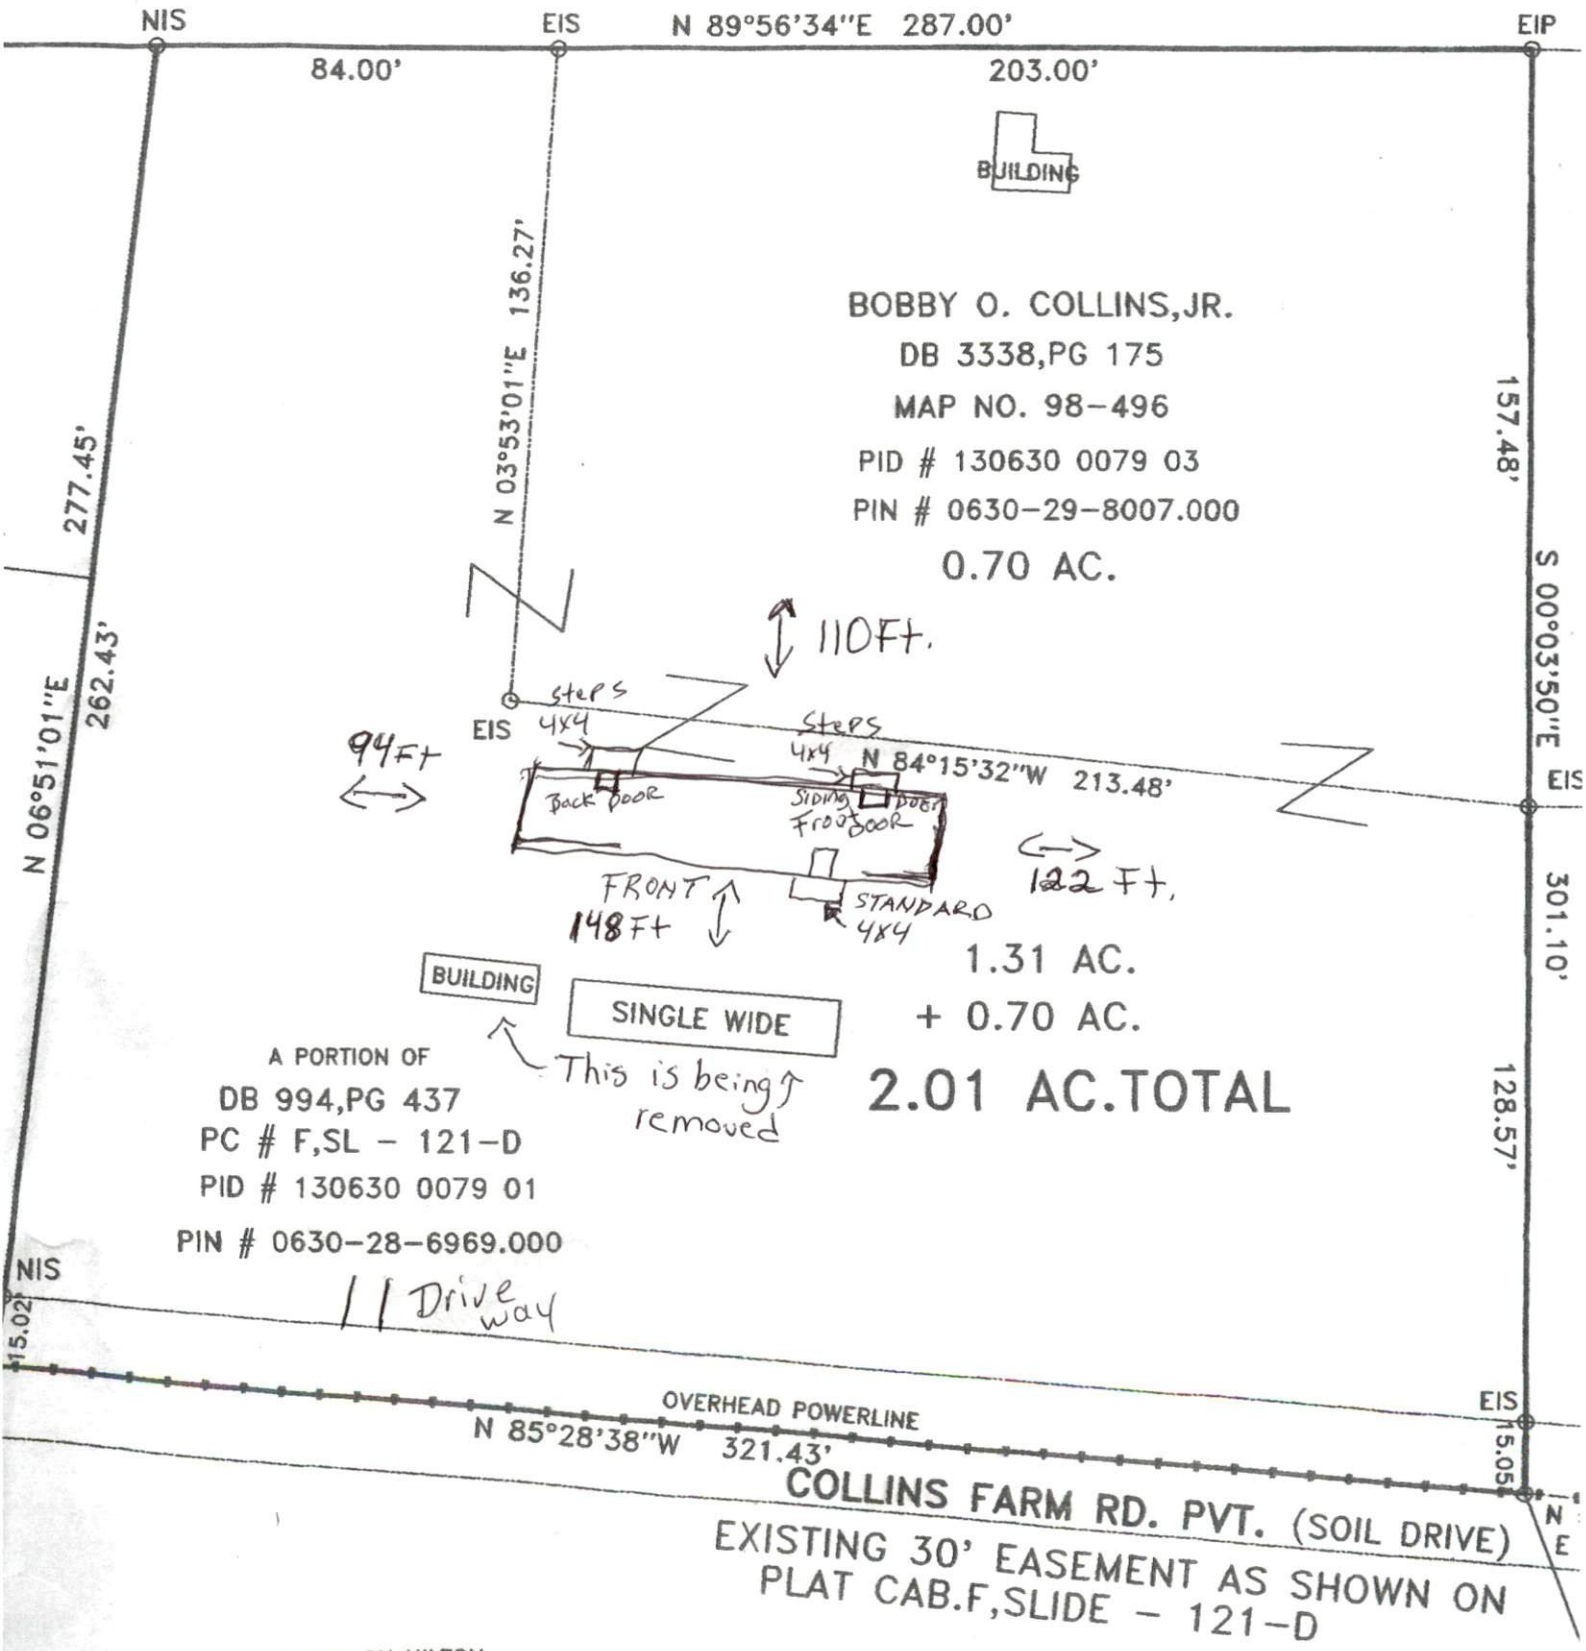 NIS
EIS
N 89°56'34"E 287.00'
EIP
84.00'
203.00'
BUILDING
N 03°53'01"E 136.27'
BOBBY O. COLLINS,JR.
DB 3338,PG 175
MAP NO. 98-496
PID # 130630 0079 03
PIN # 0630-29-8007.000
0.70 AC.
157.48'
277.45'
262.43'
N 06°51'01"E
S 00°03'50"E
301.10'
110Ft.
EIS
Steps
4x4
Steps
4x4
N 84°15'32"W 213.48'
EIS
94Ft
Back DOOR
SIDING DOOR
Front DOOR
122 Ft.
FRONT
148Ft
STANDARD
4x4
1.31 AC.
+ 0.70 AC.
2.01 AC.TOTAL
BUILDING
SINGLE WIDE
This is being
removed
A PORTION OF
DB 994,PG 437
PC # F,SL - 121-D
PID # 130630 0079 01
PIN # 0630-28-6969.000
128.57'
NIS
15.02'
Drive
way
EIS
15.05'
OVERHEAD POWERLINE
N 85°28'38"W 321.43'
COLLINS FARM RD. PVT. (SOIL DRIVE)
N
E
EXISTING 30' EASEMENT AS SHOWN ON
PLAT CAB.F,SLIDE - 121-D